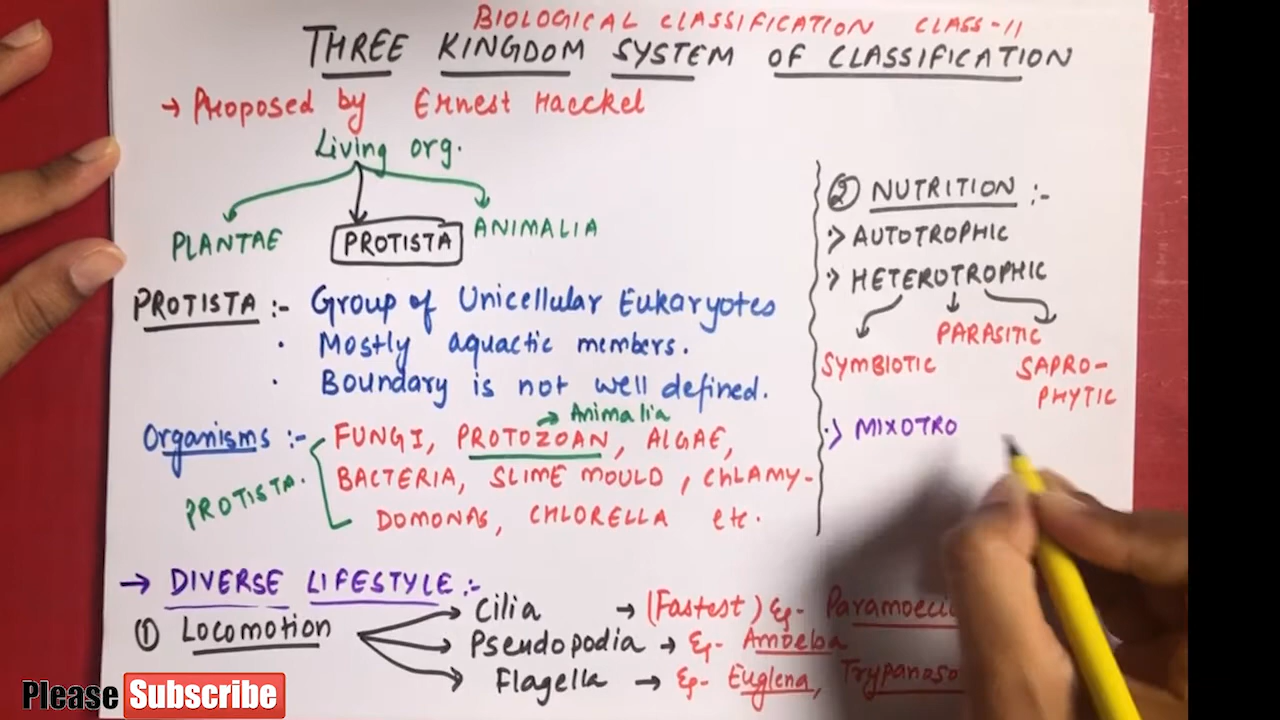 BIOLOGICAL CLASSIFICATION CLASS-11
THREE KINGDOM SYSTEM OF CLASSIFICATION
→ Proposed by Ernest Haeckel
Living org.
PLANTAE PROTISTA ANIMALIA
PROTISTA :- Group of Unicellular Eukaryotes
· Mostly aquactic members.
· Boundary is not well defined.
→ Animalia
Organisms :- FUNGI, PROTOZOAN, ALGAE,
PROTISTA. BACTERIA, SLIME MOULD, CHLAMY-
DOMONAS, CHLORELLA etc.
→ DIVERSE LIFESTYLE :-
① Locomotion
Cilia → (Fastest) Eg- Paramoeciu
Pseudopodia → Eg- Amoeba
Flagella → Eg- Euglena, Trypanoso
② NUTRITION :-
AUTOTROPHIC
HETEROTROPHIC
PARASITIC
SYMBIOTIC
SAPRO-
PHYTIC
MIXOTRO
Please Subscribe